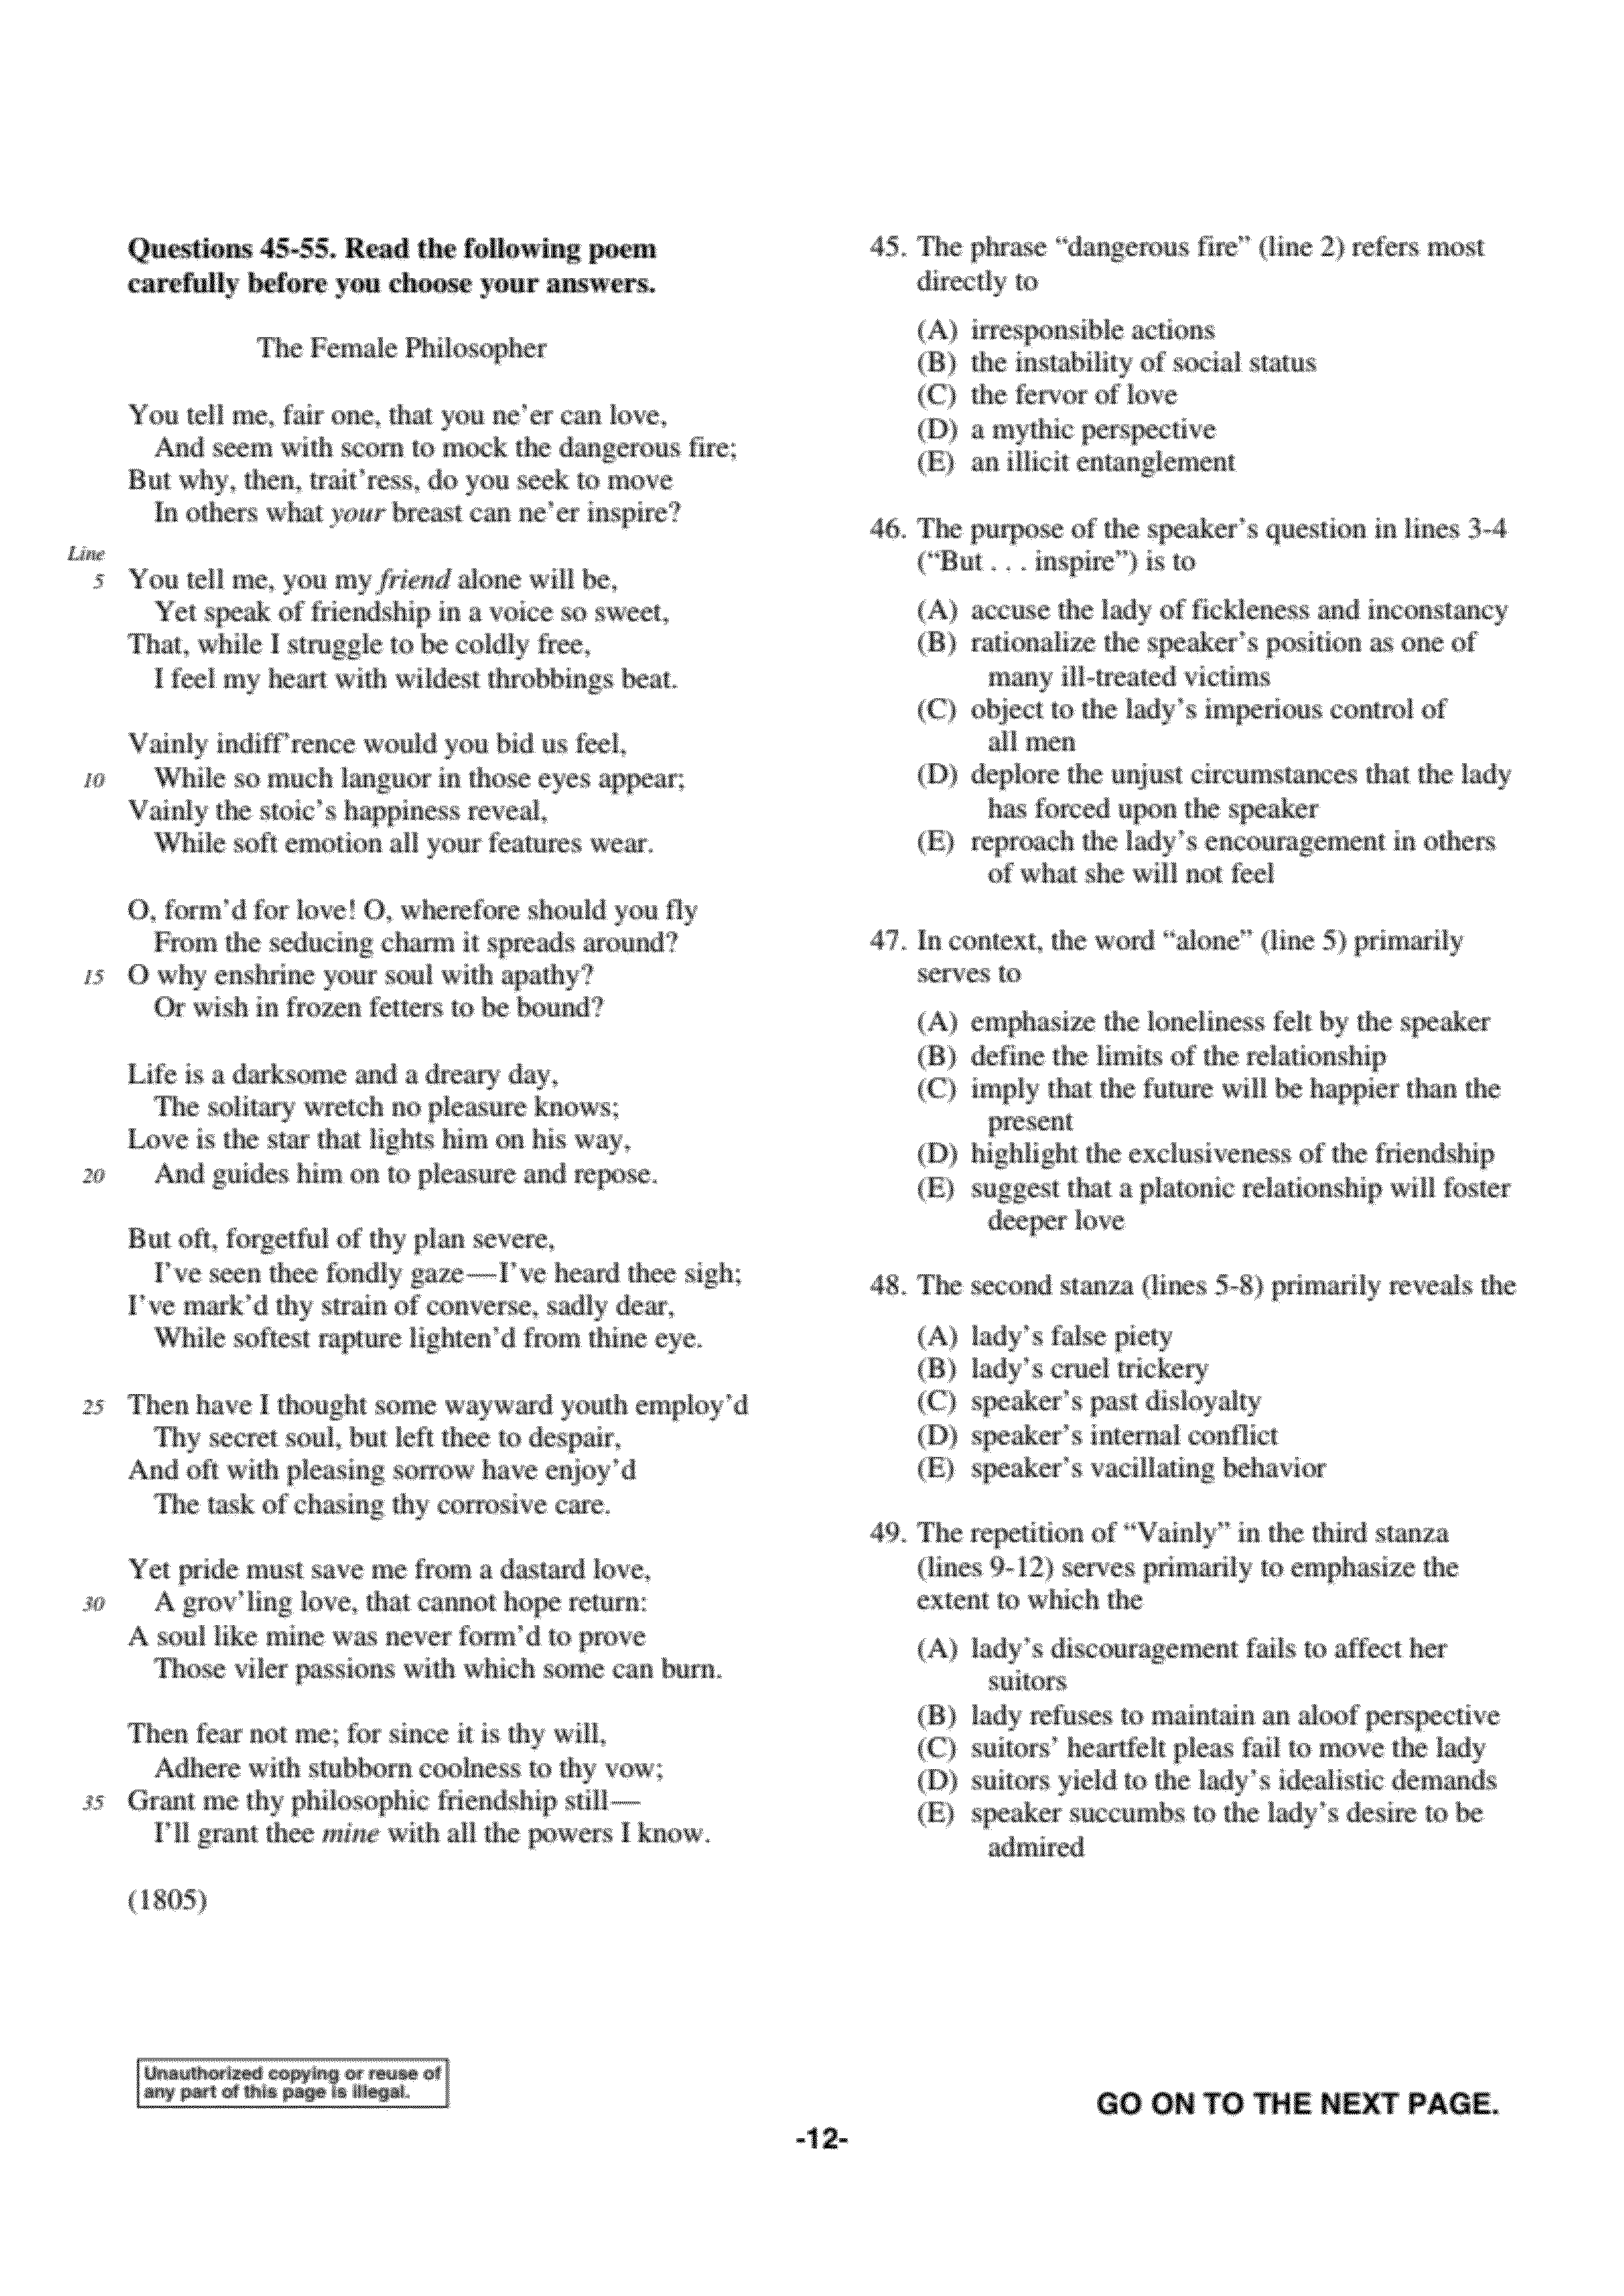 Questions 45-55. Read the following poem
carefully before you choose your answers.
The Female Philosopher
You tell me, fair one, that you ne'er can love,
And seem with scorn to mock the dangerous fire;
But why, then, trait'ress, do you seek to move
In others what your breast can ne'er inspire?
Line
5 You tell me, you my friend alone will be,
Yet speak of friendship in a voice so sweet,
That, while I struggle to be coldly free,
I feel my heart with wildest throbbings beat.
Vainly indiff'rence would you bid us feel,
10 While so much languor in those eyes appear;
Vainly the stoic's happiness reveal,
While soft emotion all your features wear.
O, form'd for love! O, wherefore should you fly
From the seducing charm it spreads around?
15 O why enshrine your soul with apathy?
Or wish in frozen fetters to be bound?
Life is a darksome and a dreary day,
The solitary wretch no pleasure knows;
Love is the star that lights him on his way,
20 And guides him on to pleasure and repose.
But oft, forgetful of thy plan severe,
I've seen thee fondly gaze—I've heard thee sigh;
I've mark'd thy strain of converse, sadly dear,
While softest rapture lighten'd from thine eye.
25 Then have I thought some wayward youth employ'd
Thy secret soul, but left thee to despair,
And oft with pleasing sorrow have enjoy'd
The task of chasing thy corrosive care.
Yet pride must save me from a dastard love,
30 A grov'ling love, that cannot hope return:
A soul like mine was never form'd to prove
Those viler passions with which some can burn.
Then fear not me; for since it is thy will,
Adhere with stubborn coolness to thy vow;
35 Grant me thy philosophic friendship still—
I'll grant thee mine with all the powers I know.
(1805)
45. The phrase "dangerous fire" (line 2) refers most
directly to
(A) irresponsible actions
(B) the instability of social status
(C) the fervor of love
(D) a mythic perspective
(E) an illicit entanglement
46. The purpose of the speaker's question in lines 3-4
("But . . . inspire") is to
(A) accuse the lady of fickleness and inconstancy
(B) rationalize the speaker's position as one of
many ill-treated victims
(C) object to the lady's imperious control of
all men
(D) deplore the unjust circumstances that the lady
has forced upon the speaker
(E) reproach the lady's encouragement in others
of what she will not feel
47. In context, the word "alone" (line 5) primarily
serves to
(A) emphasize the loneliness felt by the speaker
(B) define the limits of the relationship
(C) imply that the future will be happier than the
present
(D) highlight the exclusiveness of the friendship
(E) suggest that a platonic relationship will foster
deeper love
48. The second stanza (lines 5-8) primarily reveals the
(A) lady's false piety
(B) lady's cruel trickery
(C) speaker's past disloyalty
(D) speaker's internal conflict
(E) speaker's vacillating behavior
49. The repetition of "Vainly" in the third stanza
(lines 9-12) serves primarily to emphasize the
extent to which the
(A) lady's discouragement fails to affect her
suitors
(B) lady refuses to maintain an aloof perspective
(C) suitors' heartfelt pleas fail to move the lady
(D) suitors yield to the lady's idealistic demands
(E) speaker succumbs to the lady's desire to be
admired
Unauthorized copying or reuse of
any part of this page is illegal.
GO ON TO THE NEXT PAGE.
-12-